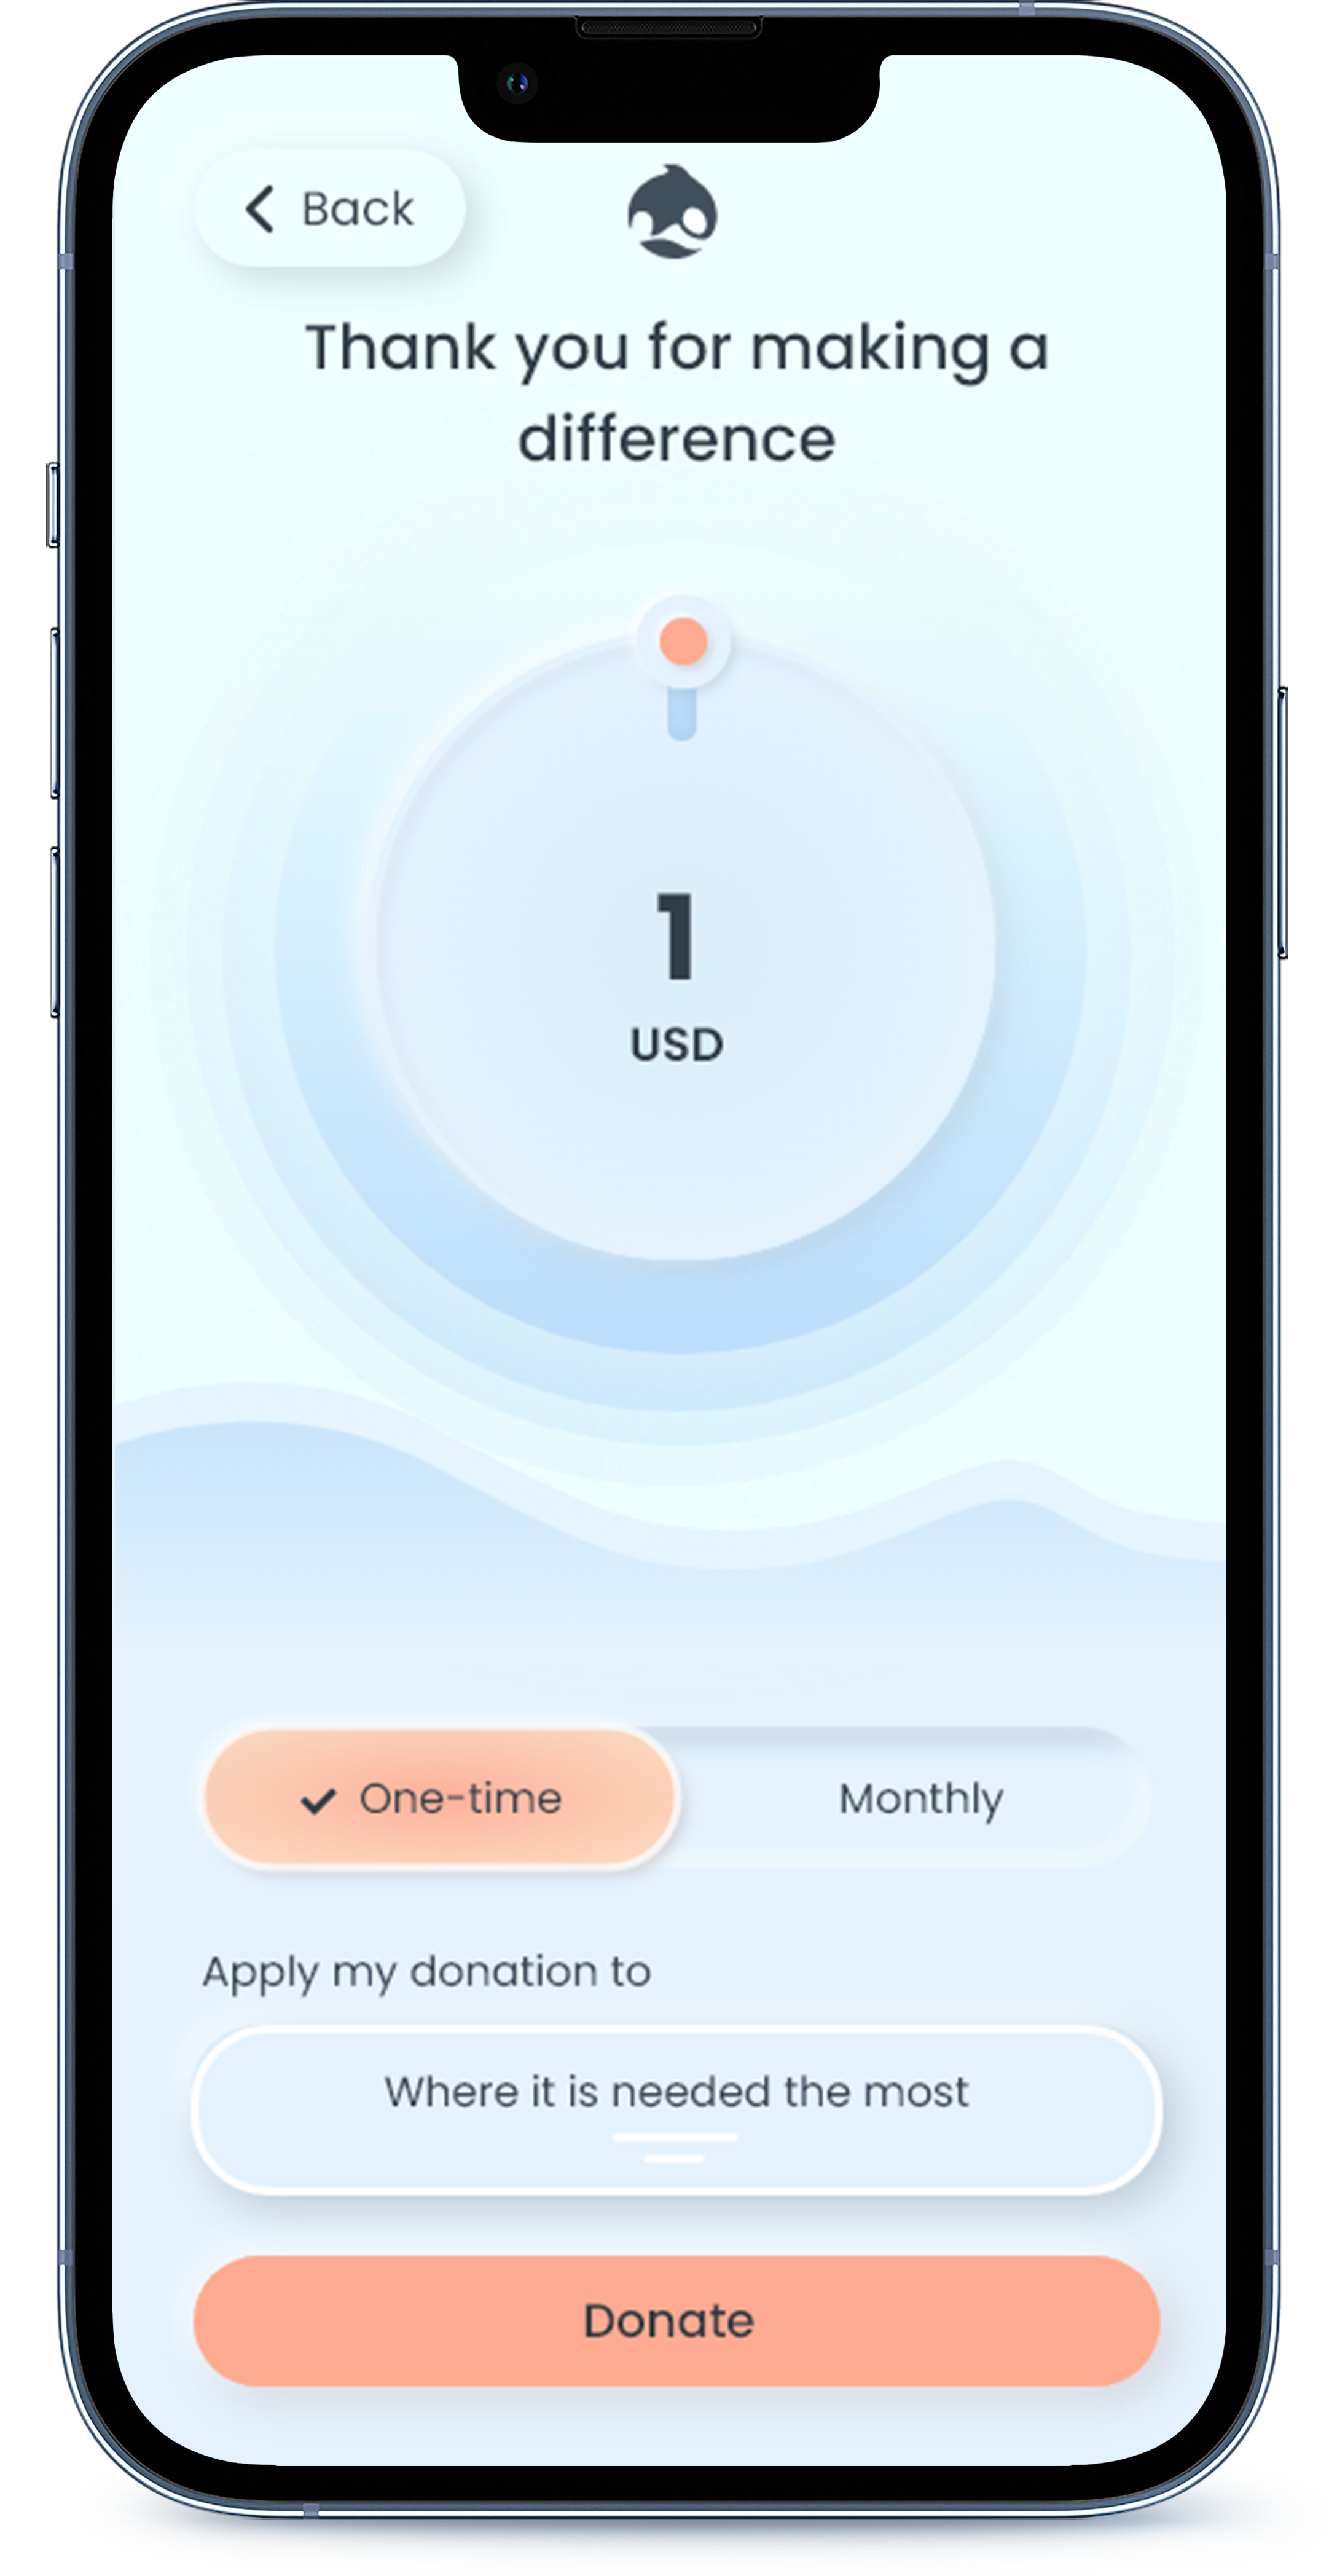 Back
Thank you for making a
difference
1
USD
One-time
Monthly
Apply my donation to
Where it is needed the most
Donate